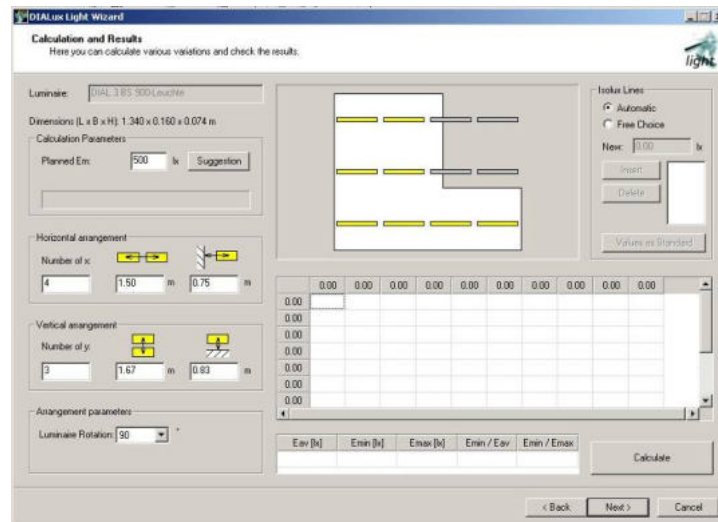 DIALux Light Wizard
Calculation and Results
Here you can calculate various variations and check the results.
light
Luminaire: DIAL 3 BS 900-Leuchte
Dimensions (L x B x H): 1.340 x 0.160 x 0.074 m
Calculation Parameters
Planned Em: 500 lx Suggestion
Horizontal arrangement
Number of x:
4 1.50 m 0.75 m
Vertical arrangement
Number of y:
3 1.67 m 0.83 m
Arrangement parameters
Luminaire Rotation: 90 °
Isolux Lines
Automatic
Free Choice
New: 0.00 lx
Insert
Delete
Values as Standard
0.00 0.00 0.00 0.00 0.00 0.00 0.00 0.00 0.00 0.00
0.00
0.00
0.00
0.00
0.00
0.00
0.00
Eav [lx] Emin [lx] Emax [lx] Emin / Eav Emin / Emax
Calculate
< Back Next > Cancel